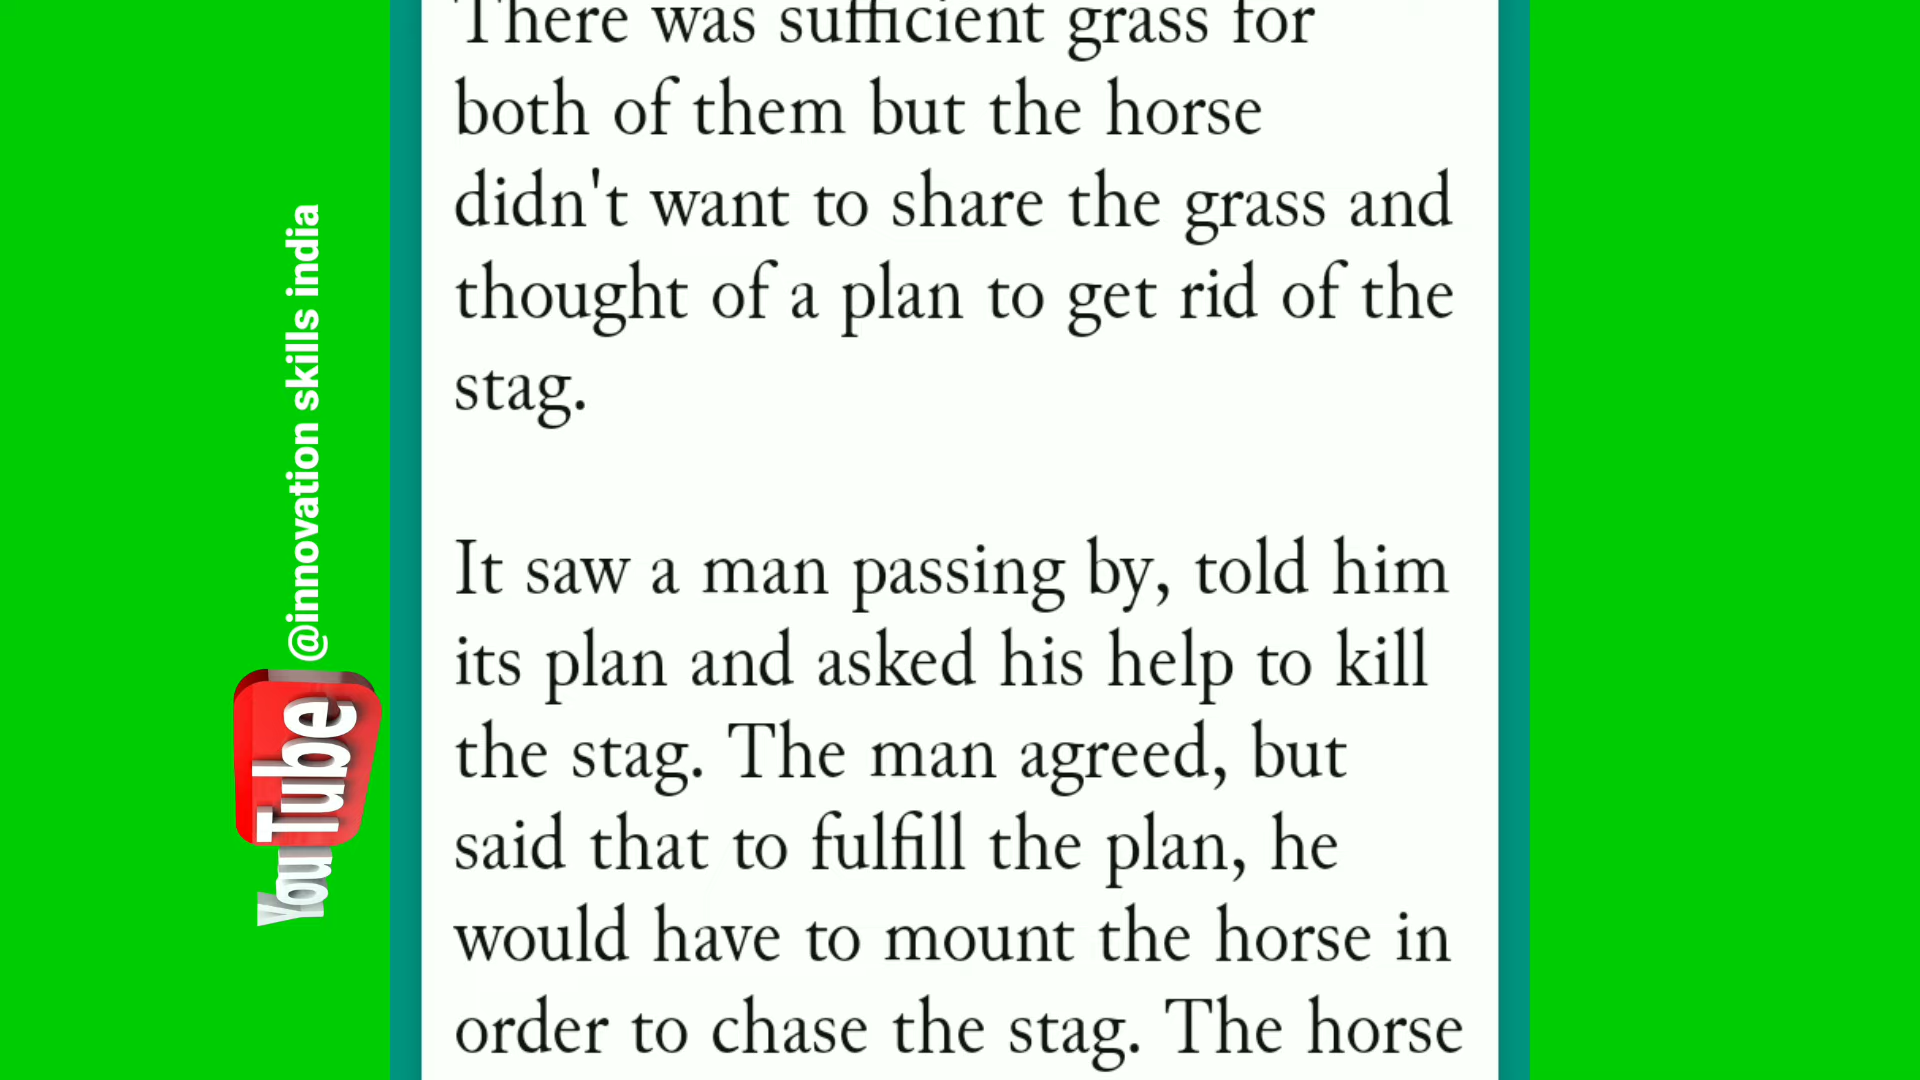 There was sufficient grass for
both of them but the horse
didn't want to share the grass and
thought of a plan to get rid of the
stag.
It saw a man passing by, told him
its plan and asked his help to kill
the stag. The man agreed, but
said that to fulfill the plan, he
would have to mount the horse in
order to chase the stag. The horse
YouTube @innovation skills india